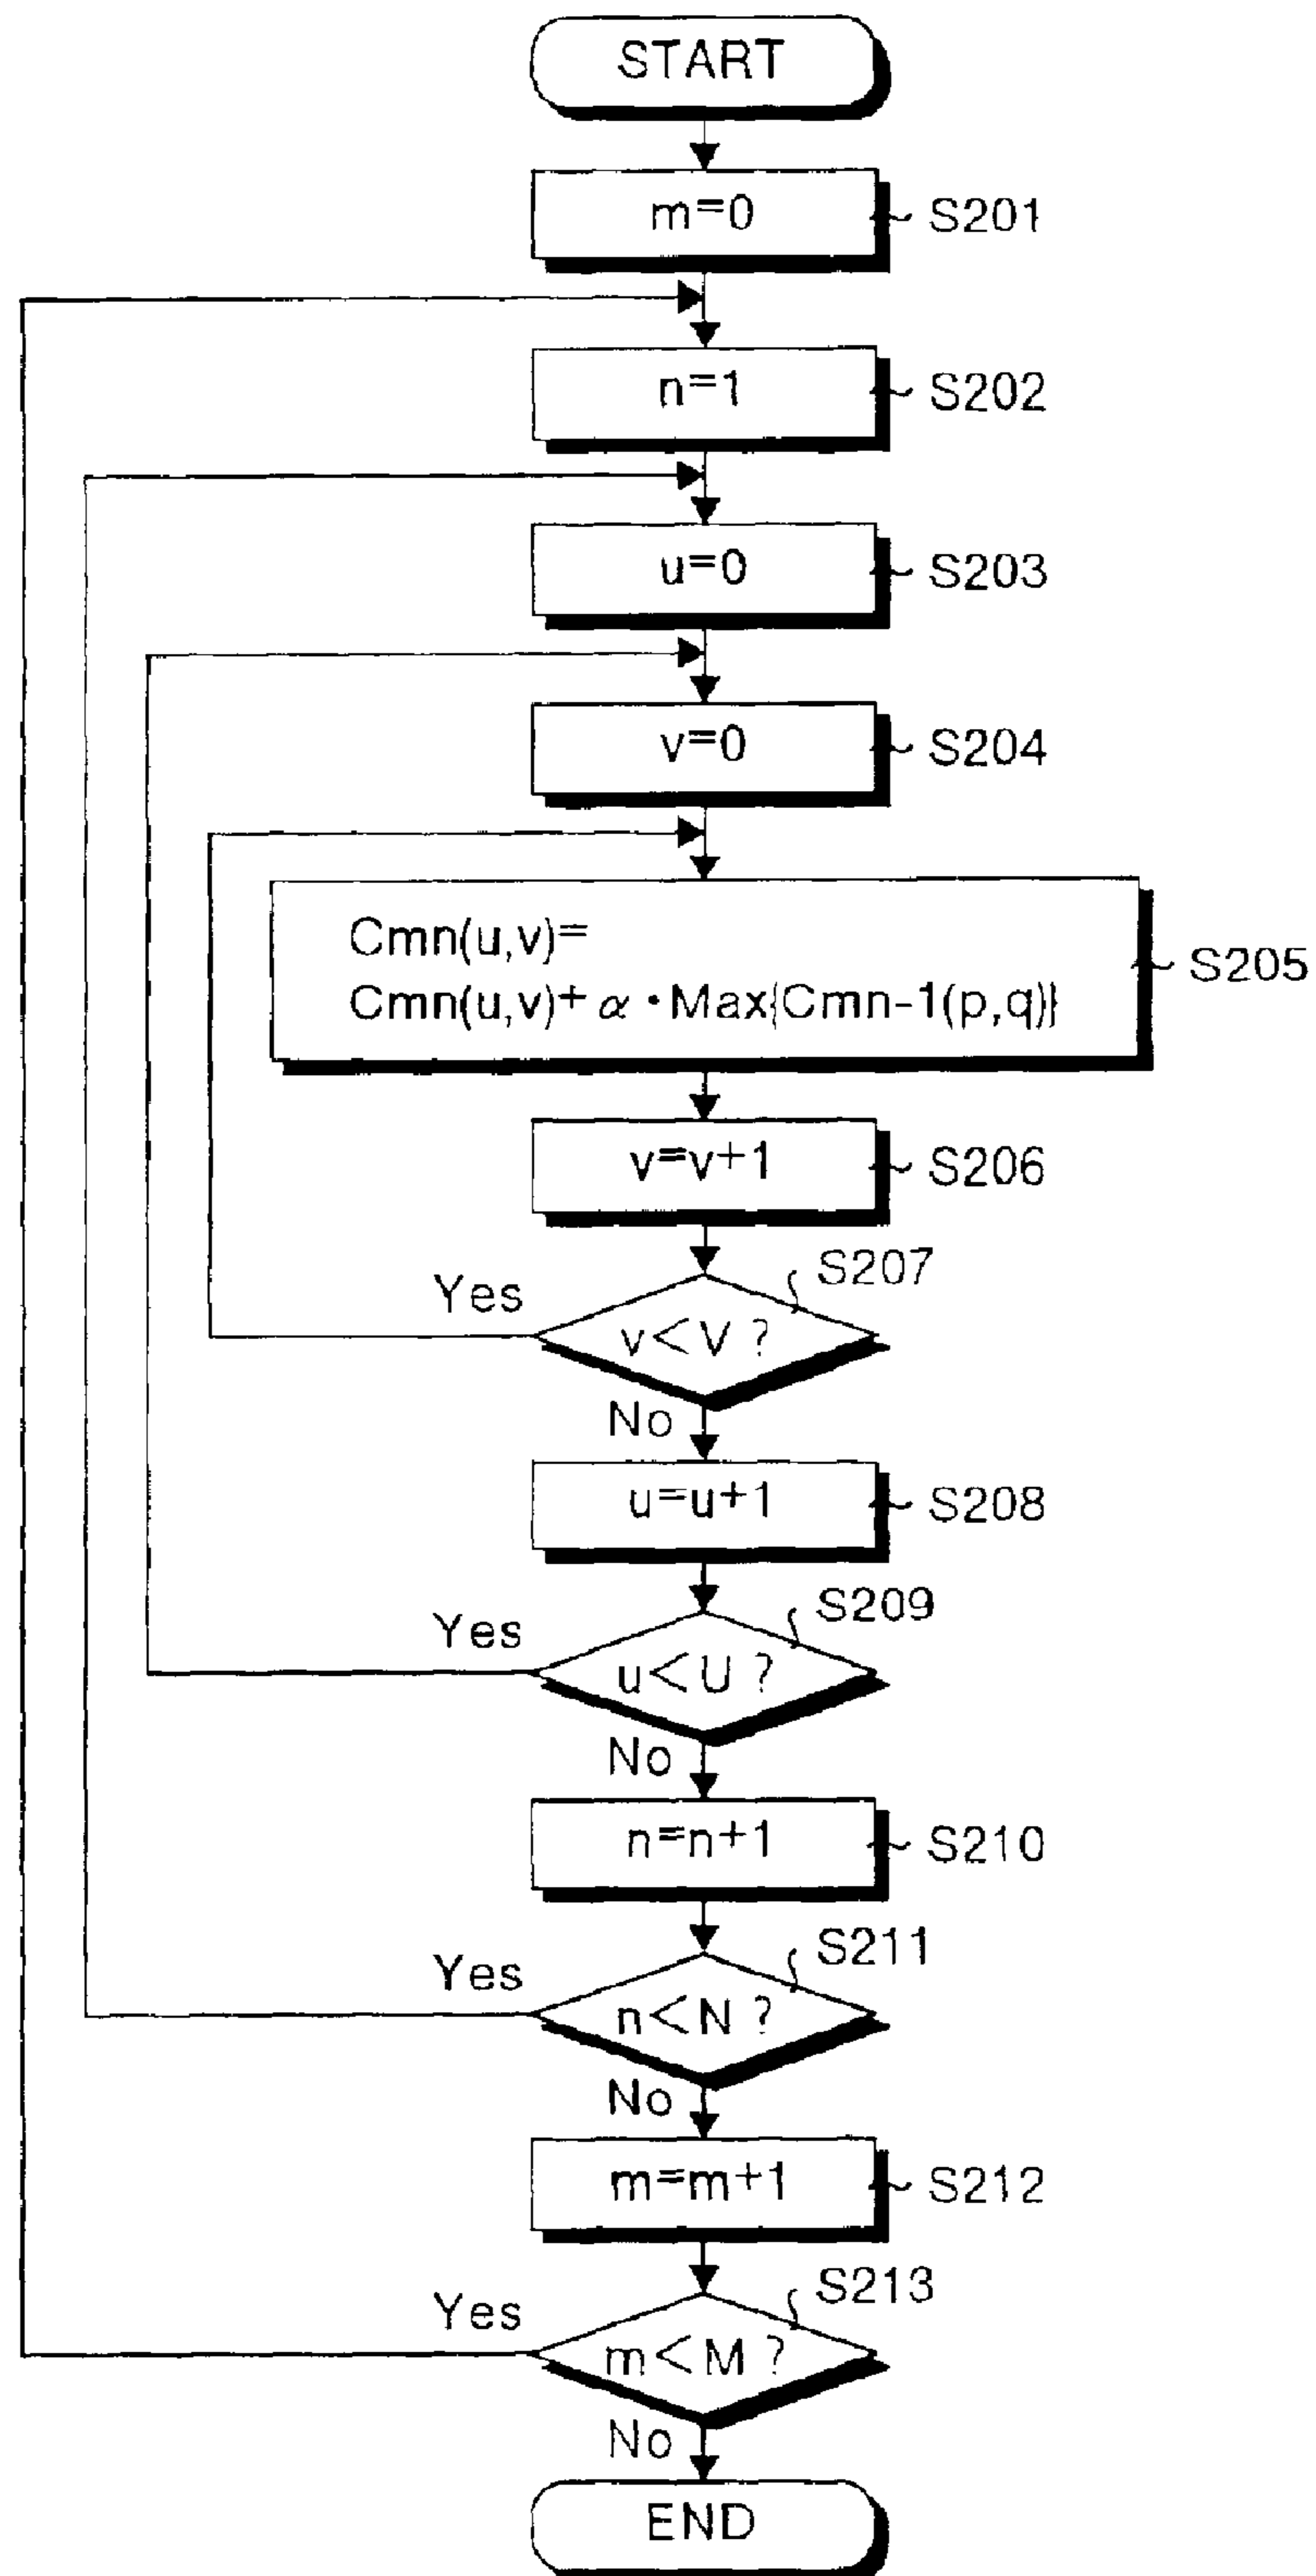 START
m=0
S201
n=1
S202
u=0
S203
v=0
S204
Cmn(u,v)=
Cmn(u,v)+α・Max{Cmn-1(p,q)}
S205
v=v+1
S206
S207
Yes
v<V ?
No
u=u+1
S208
S209
Yes
u<U ?
No
n=n+1
S210
S211
Yes
n<N ?
No
m=m+1
S212
S213
Yes
m<M ?
No
END